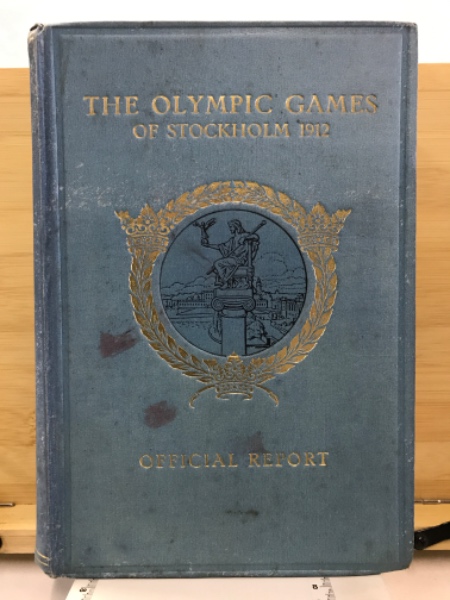 THE OLYMPIC GAMES
OF STOCKHOLM 1912
OFFICIAL REPORT